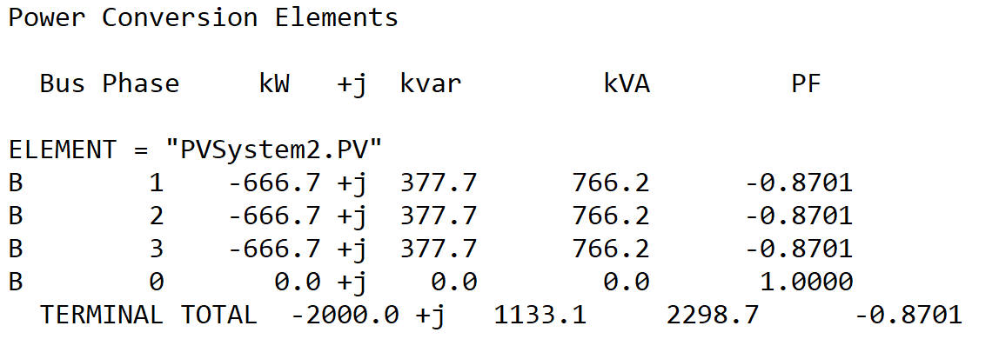 Power Conversion Elements
Bus Phase kW +j kvar kVA PF
ELEMENT = "PVSystem2.PV"
B 1 -666.7 +j 377.7 766.2 -0.8701
B 2 -666.7 +j 377.7 766.2 -0.8701
B 3 -666.7 +j 377.7 766.2 -0.8701
B 0 0.0 +j 0.0 0.0 1.0000
TERMINAL TOTAL -2000.0 +j 1133.1 2298.7 -0.8701